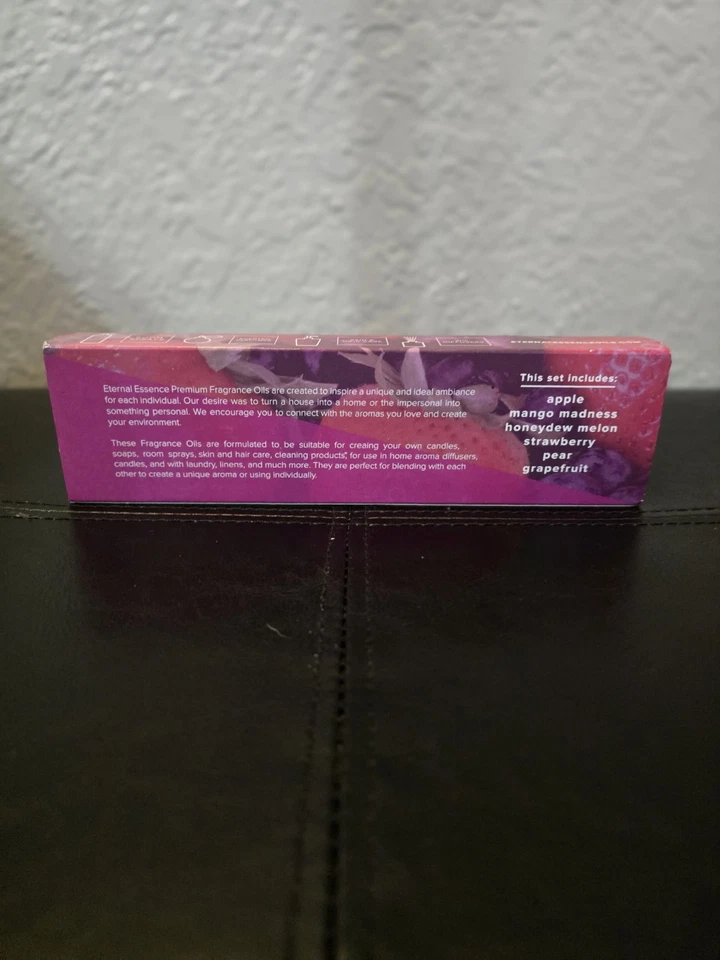 This set includes:
apple
mango madness
honeydew melon
strawberry
pear
grapefruit
Eternal Essence Premium Fragrance Oils are created to inspire a unique and ideal ambiance
for each individual. Our desire was to turn a house into a home or the impersonal into
something personal. We encourage you to connect with the aromas you love and create
your environment.
These Fragrance Oils are formulated to be suitable for creaing your own candles,
soaps, room sprays, skin and hair care, cleaning products, for use in home aroma diffusers,
candles, and with laundry, linens, and much more. They are perfect for blending with each
other to create a unique aroma or using individually.